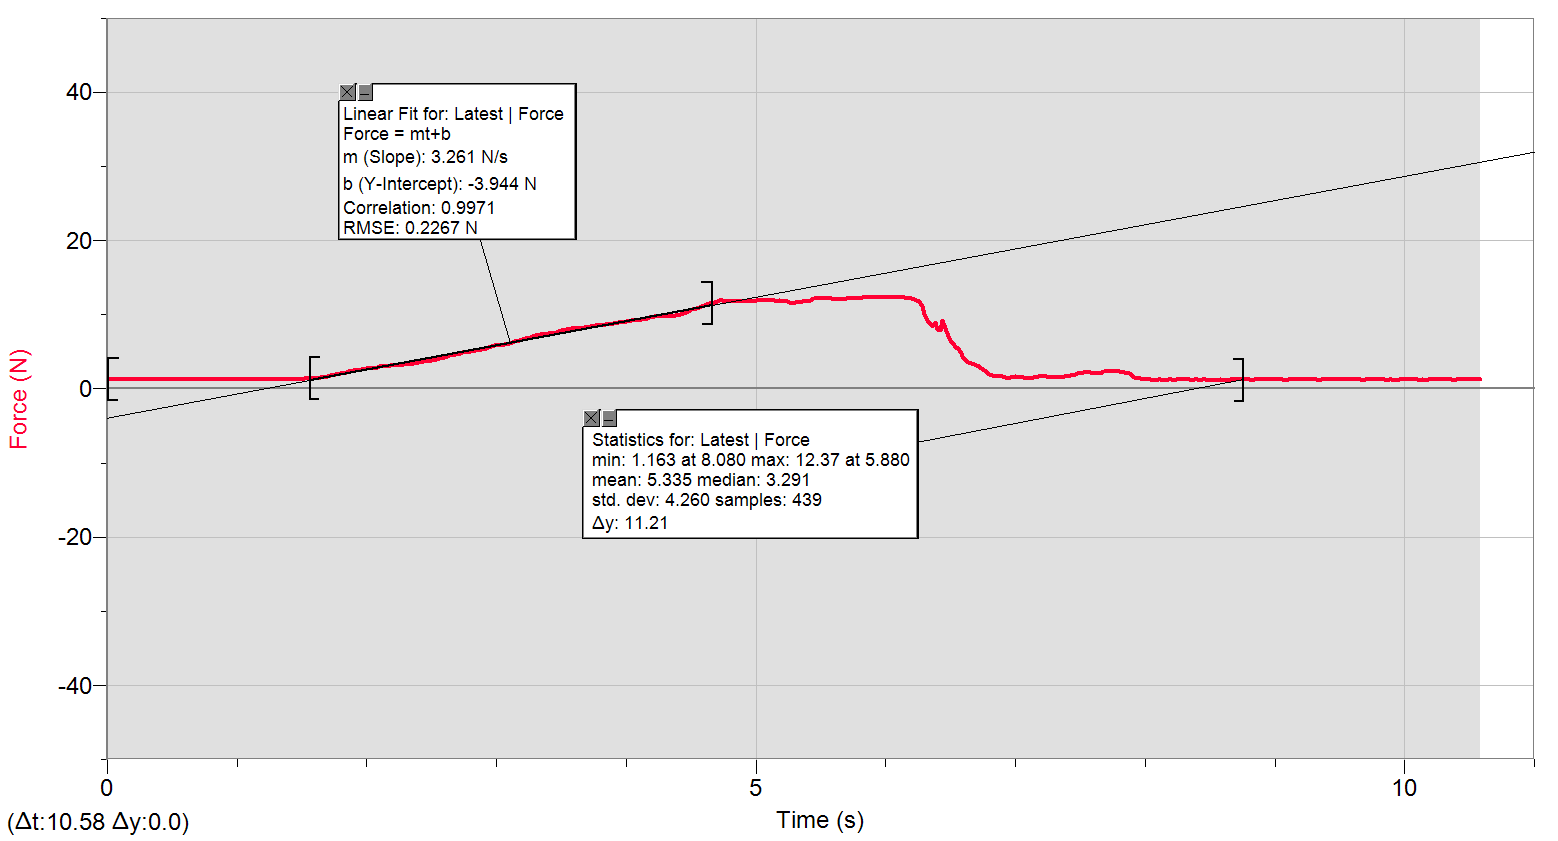 40
20
0
-20
-40
Force (N)
Linear Fit for: Latest | Force
Force = mt+b
m (Slope): 3.261 N/s
b (Y-Intercept): -3.944 N
Correlation: 0.9971
RMSE: 0.2267 N
Statistics for: Latest | Force
min: 1.163 at 8.080 max: 12.37 at 5.880
mean: 5.335 median: 3.291
std. dev: 4.260 samples: 439
Δy: 11.21
0
5
10
Time (s)
(Δt:10.58 Δy:0.0)